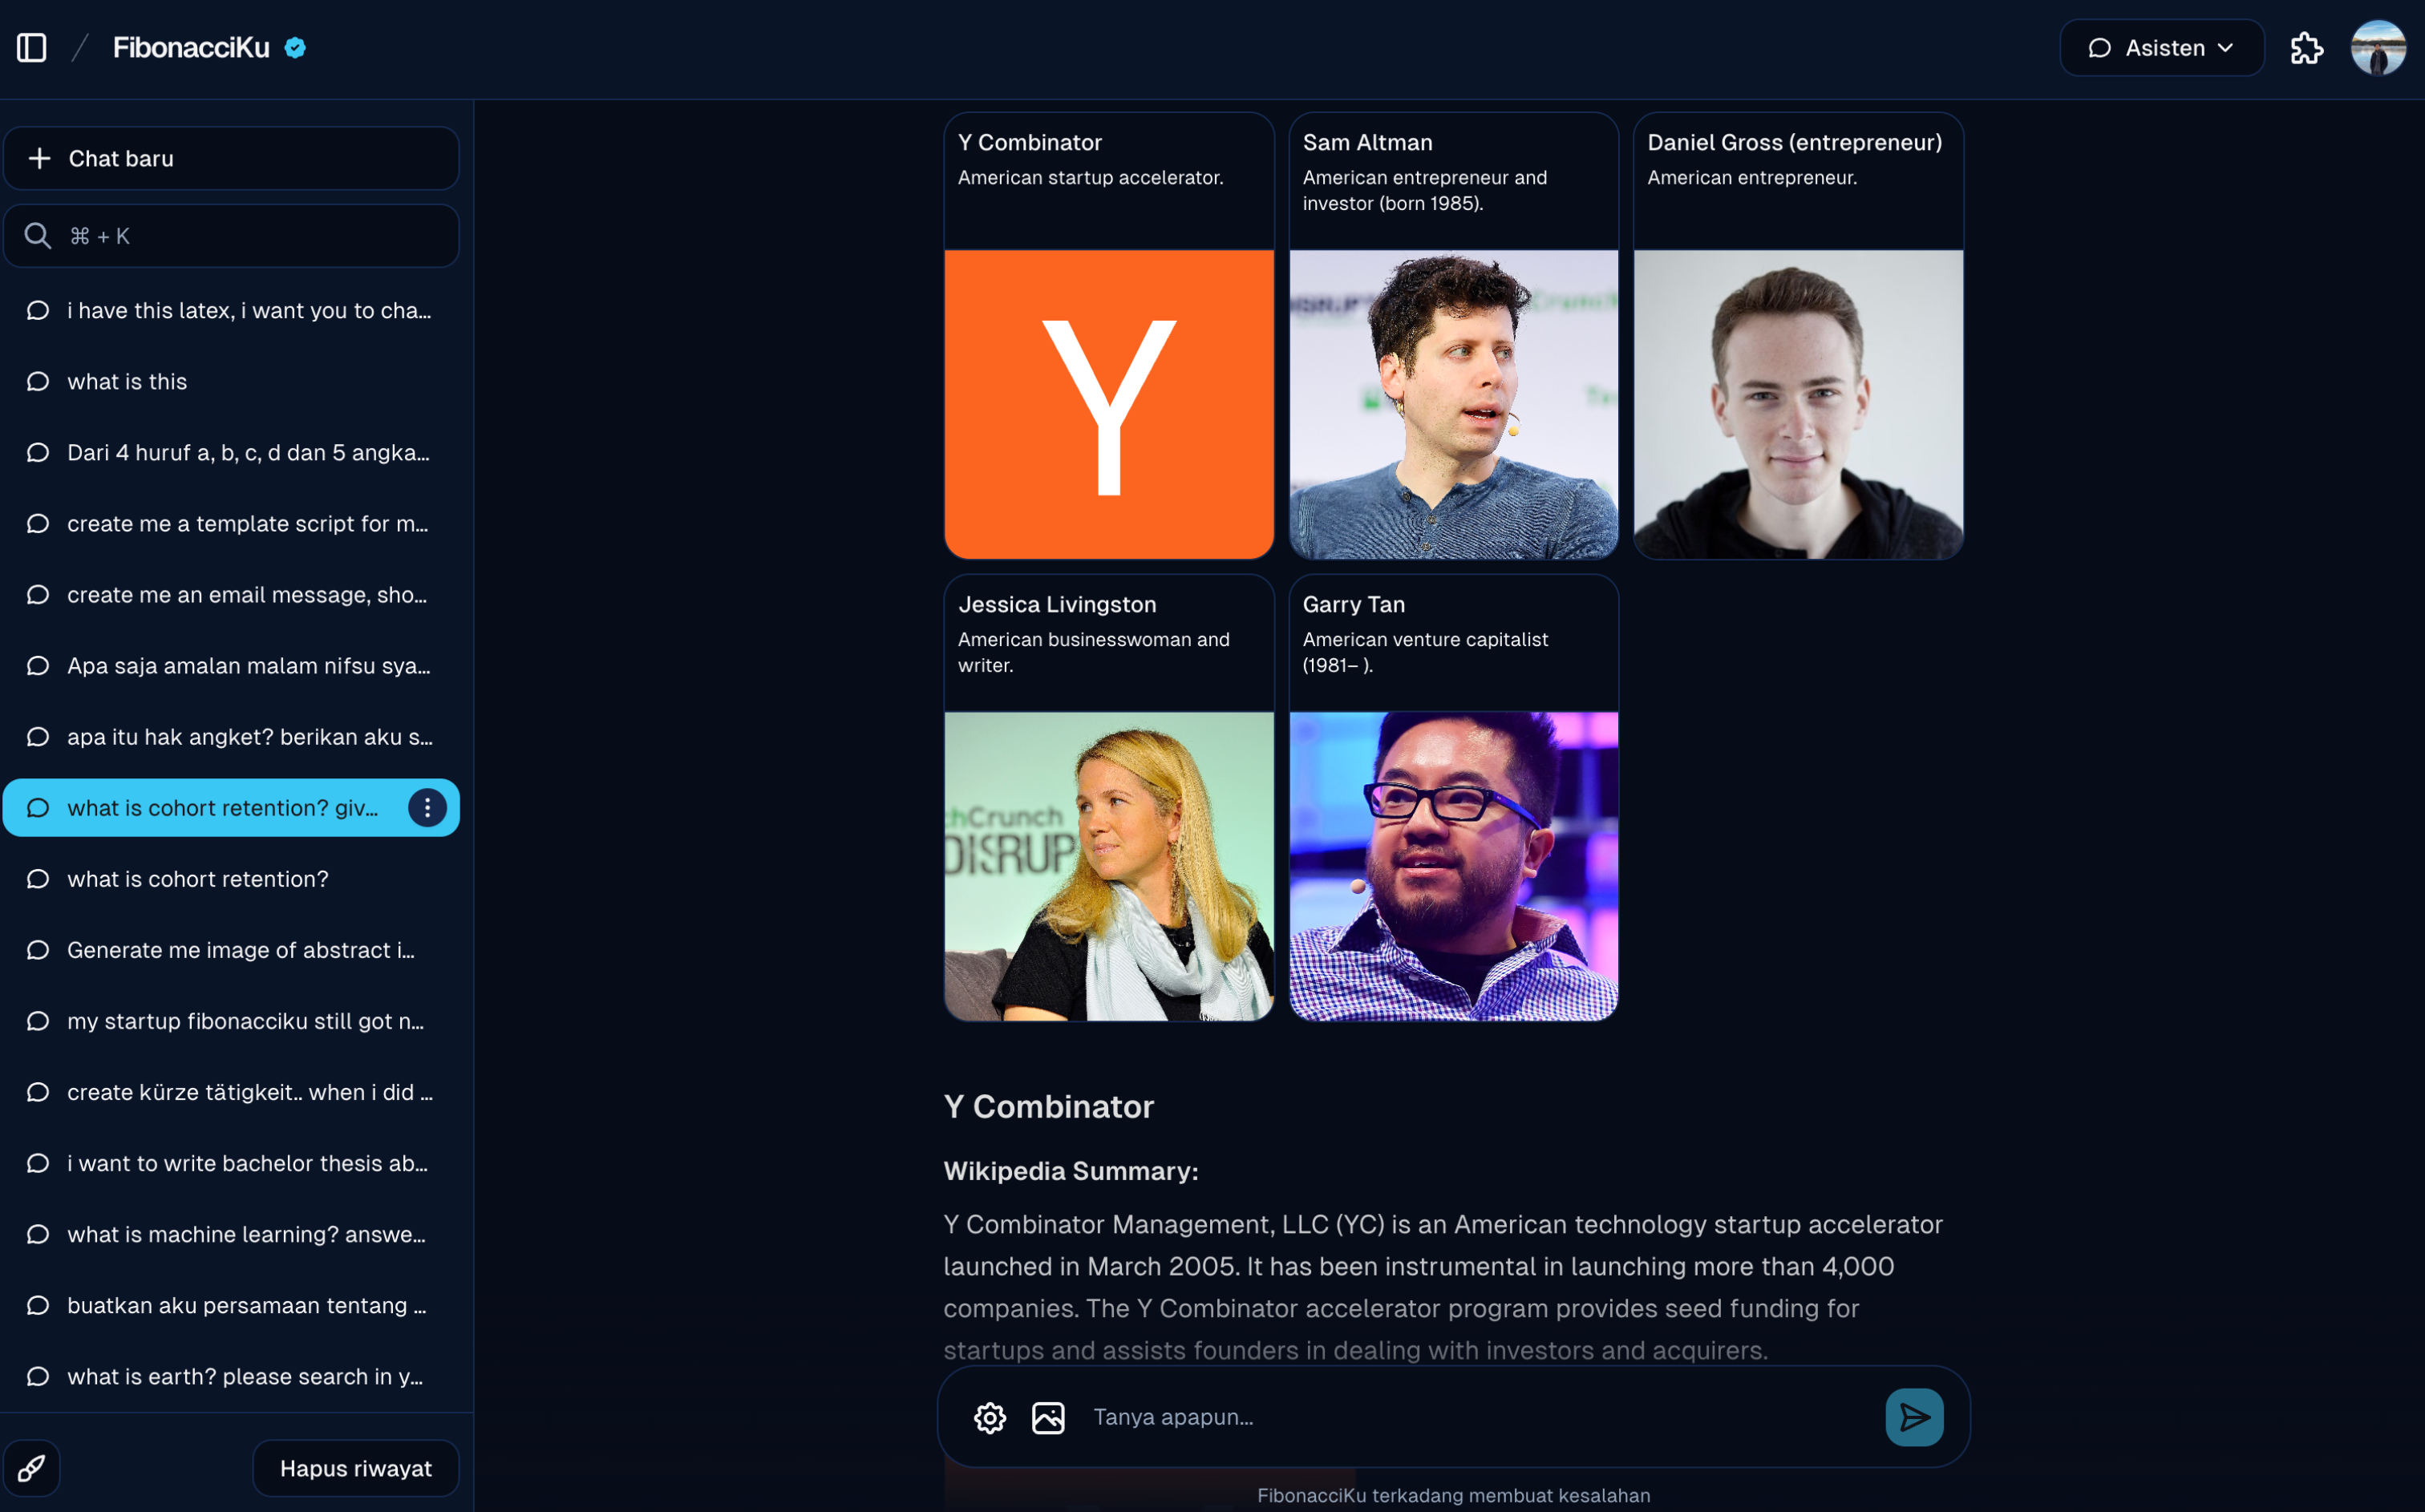 FibonacciKu
Asisten
Chat baru
⌘ + K
i have this latex, i want you to cha...
what is this
Dari 4 huruf a, b, c, d dan 5 angka...
create me a template script for m...
create me an email message, sho...
Apa saja amalan malam nifsu sya...
apa itu hak angket? berikan aku s...
what is cohort retention? giv...
what is cohort retention?
Generate me image of abstract i...
my startup fibonacciku still got n...
create kürze tätigkeit.. when i did ...
i want to write bachelor thesis ab...
what is machine learning? answe...
buatkan aku persamaan tentang ...
what is earth? please search in y...
Hapus riwayat
Y Combinator
American startup accelerator.
Y
Sam Altman
American entrepreneur and
investor (born 1985).
Daniel Gross (entrepreneur)
American entrepreneur.
Jessica Livingston
American businesswoman and
writer.
chCrunch
DISRUP
Garry Tan
American venture capitalist
(1981– ).
Y Combinator
Wikipedia Summary:
Y Combinator Management, LLC (YC) is an American technology startup accelerator
launched in March 2005. It has been instrumental in launching more than 4,000
companies. The Y Combinator accelerator program provides seed funding for
startups and assists founders in dealing with investors and acquirers.
Tanya apapun...
FibonacciKu terkadang membuat kesalahan